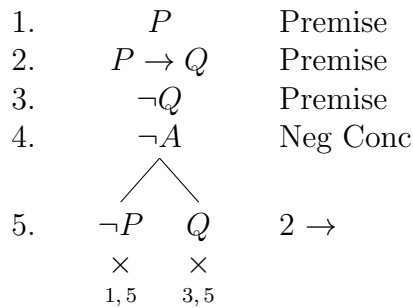 1. P Premise
2. P → Q Premise
3. ¬Q Premise
4. ¬A Neg Conc
5. ¬P Q 2 →
× ×
1, 5 3, 5